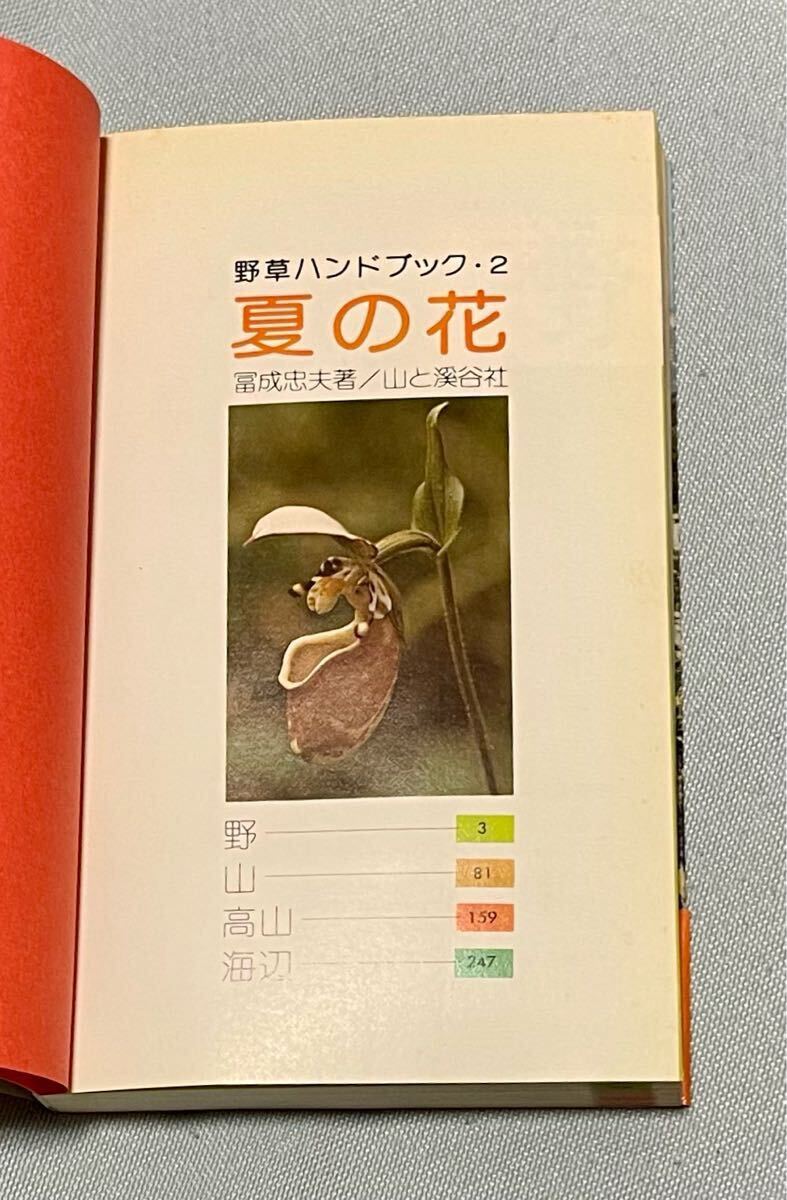 野草ハンドブック・2
夏の花
冨成忠夫著/山と溪谷社
野 3
山 81
高山 159
海辺 247